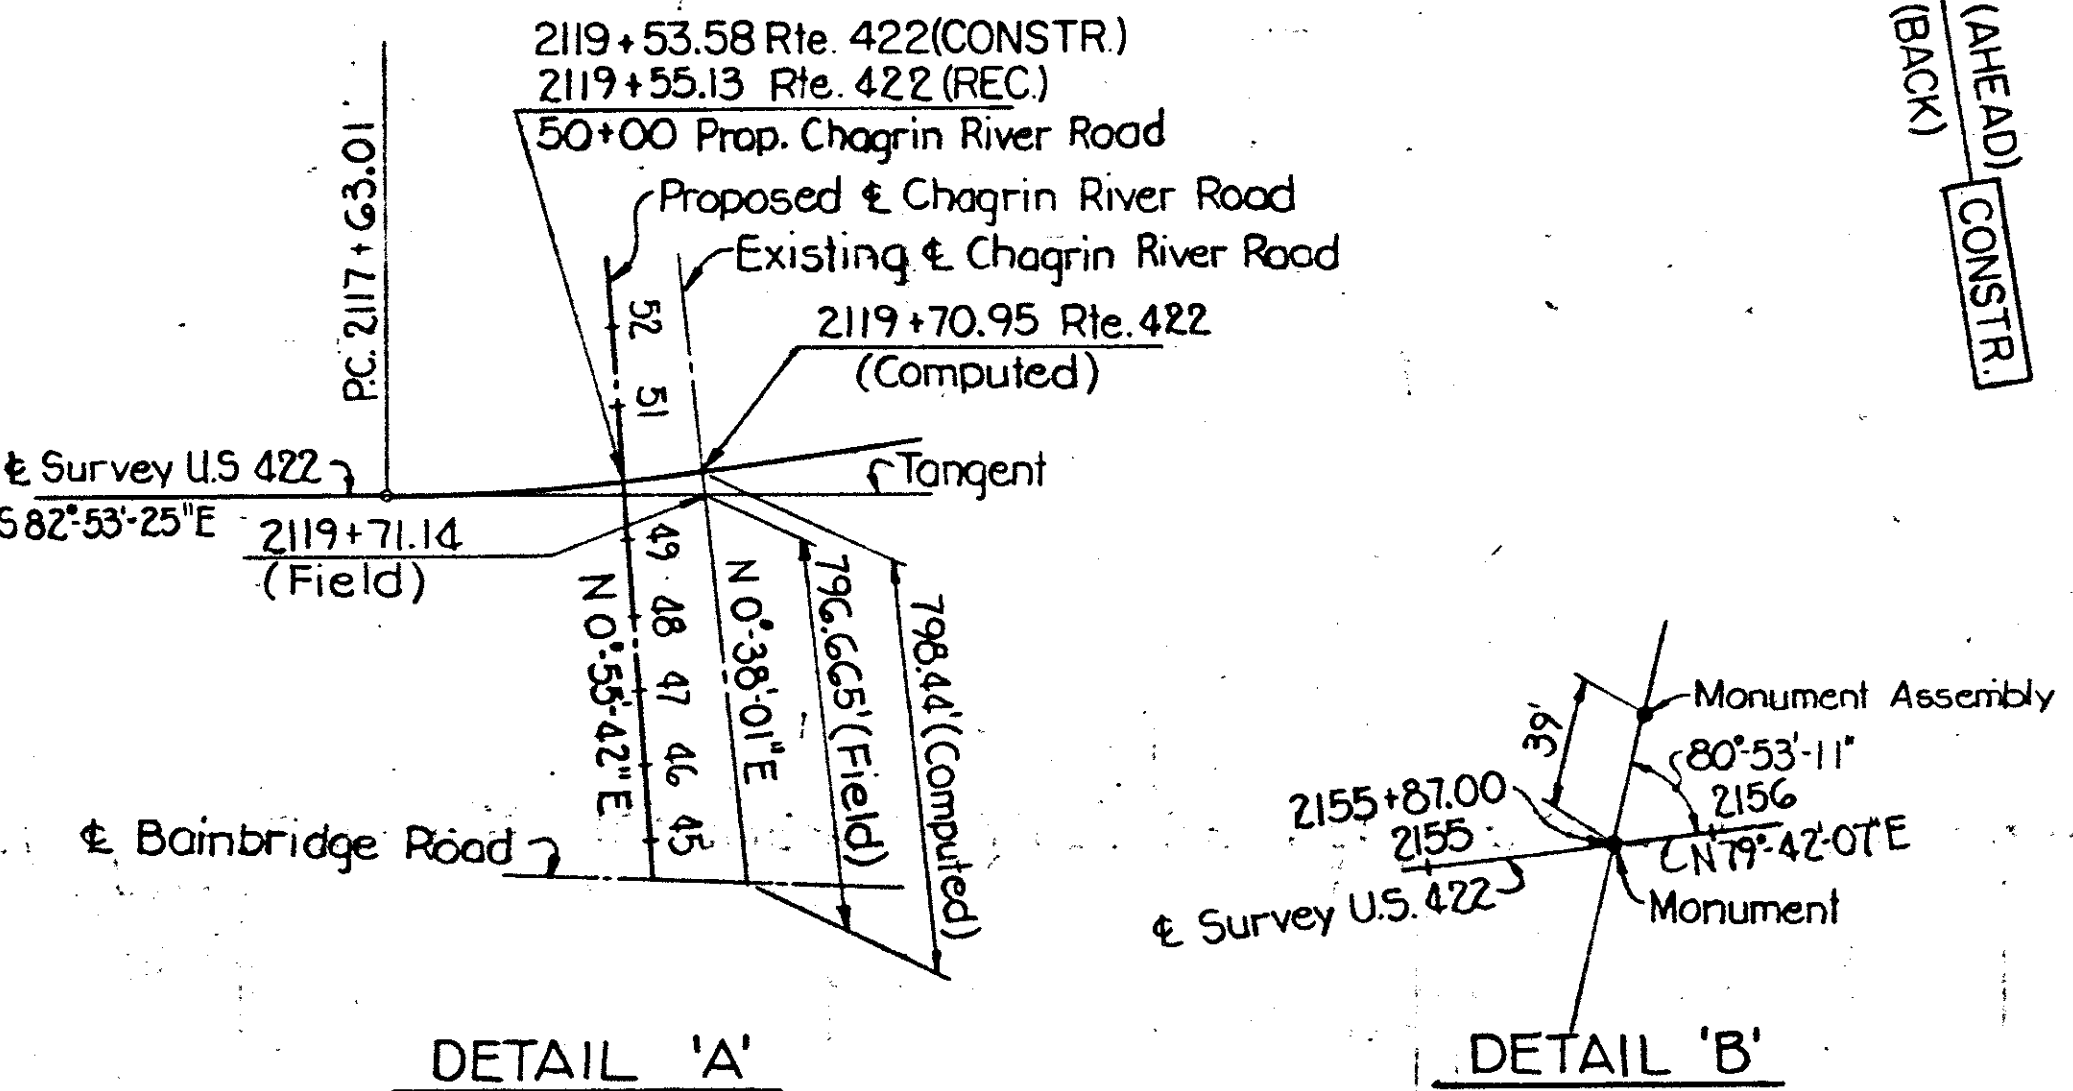 2119+53.58 Rte. 422(CONSTR.)
2119+55.13 Rte. 422 (REC.)
50+00 Prop. Chagrin River Road
(AHEAD)
(BACK)
CONSTR.
P.C. 2117+63.01
Proposed ℄ Chagrin River Road
Existing ℄ Chagrin River Road
52
51
2119+70.95 Rte. 422
(Computed)
℄ Survey U.S 422
Tangent
S 82°-53'-25"E
2119+71.14
(Field)
49
48
47
46
45
N 0°-55'-42" E
N 0°-38'-01" E
796.665' (Field)
798.44' (Computed)
℄ Bainbridge Road
39'
Monument Assembly
80°-53'-11"
2155+87.00
2156
2155
N 79°-42'-07"E
℄ Survey U.S. 422
Monument
DETAIL 'A'
DETAIL 'B'